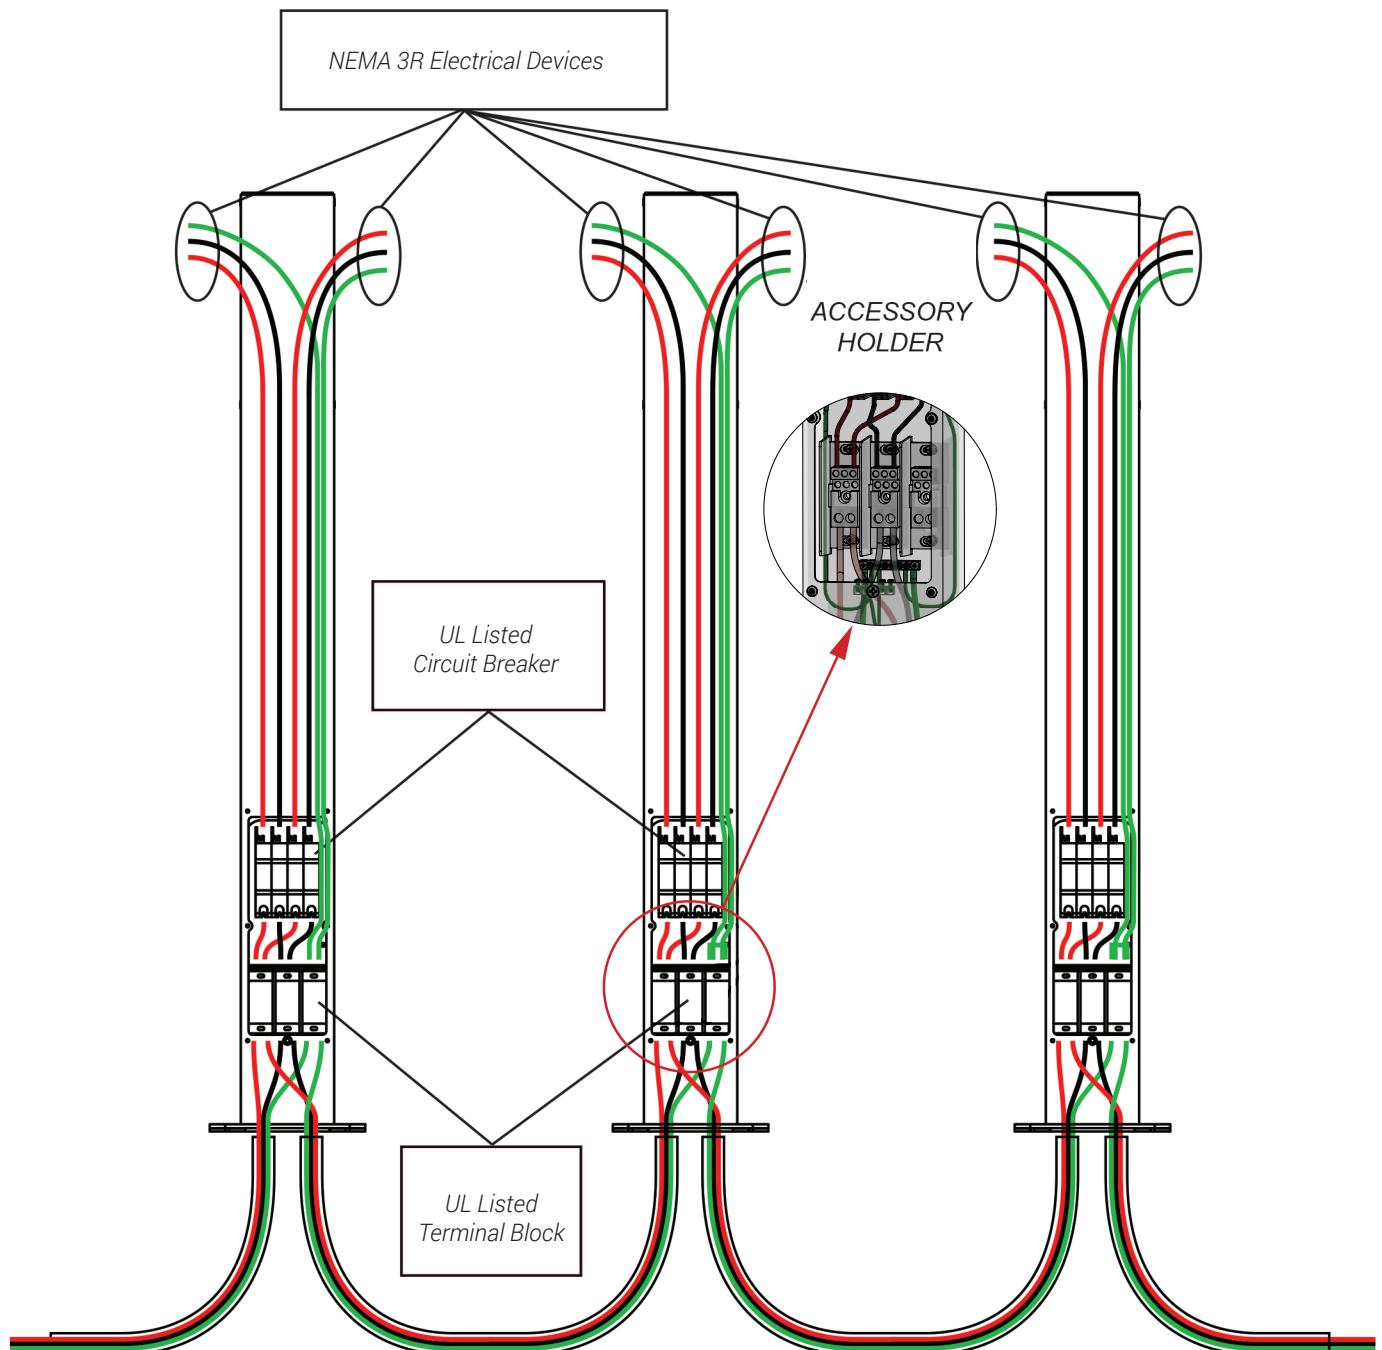 NEMA 3R Electrical Devices
ACCESSORY
HOLDER
UL Listed
Circuit Breaker
UL Listed
Terminal Block